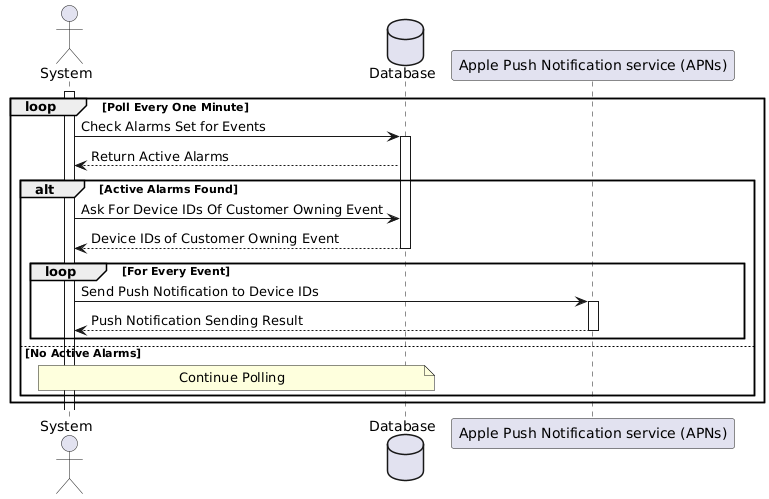 System
Database
Apple Push Notification service (APNs)
loop
[Poll Every One Minute]
Check Alarms Set for Events
Return Active Alarms
alt
[Active Alarms Found]
Ask For Device IDs Of Customer Owning Event
Device IDs of Customer Owning Event
loop
[For Every Event]
Send Push Notification to Device IDs
Push Notification Sending Result
[No Active Alarms]
Continue Polling
System
Database
Apple Push Notification service (APNs)